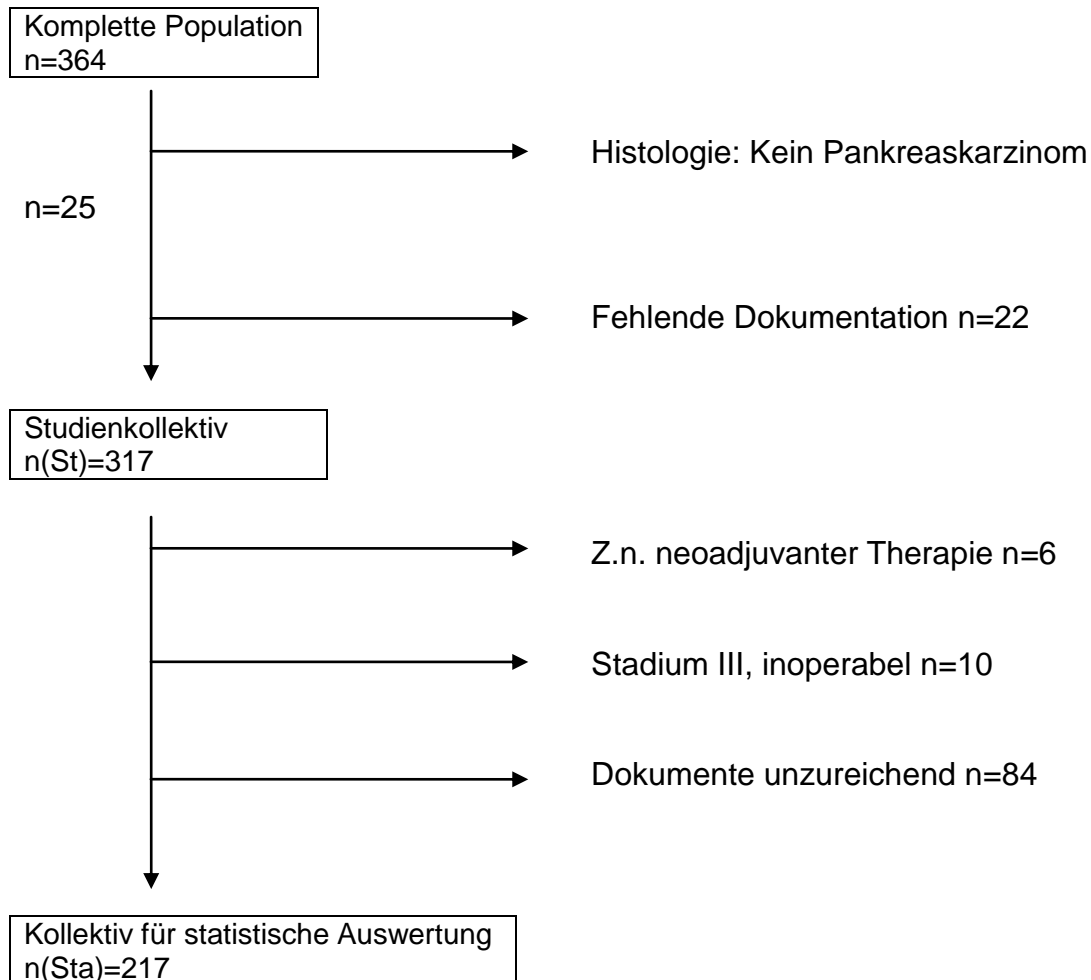 Komplette Population
n=364
Histologie: Kein Pankreaskarzinom
n=25
Fehlende Dokumentation n=22
Studienkollektiv
n(St)=317
Z.n. neoadjuvanter Therapie n=6
Stadium III, inoperabel n=10
Dokumente unzureichend n=84
Kollektiv für statistische Auswertung
n(Sta)=217